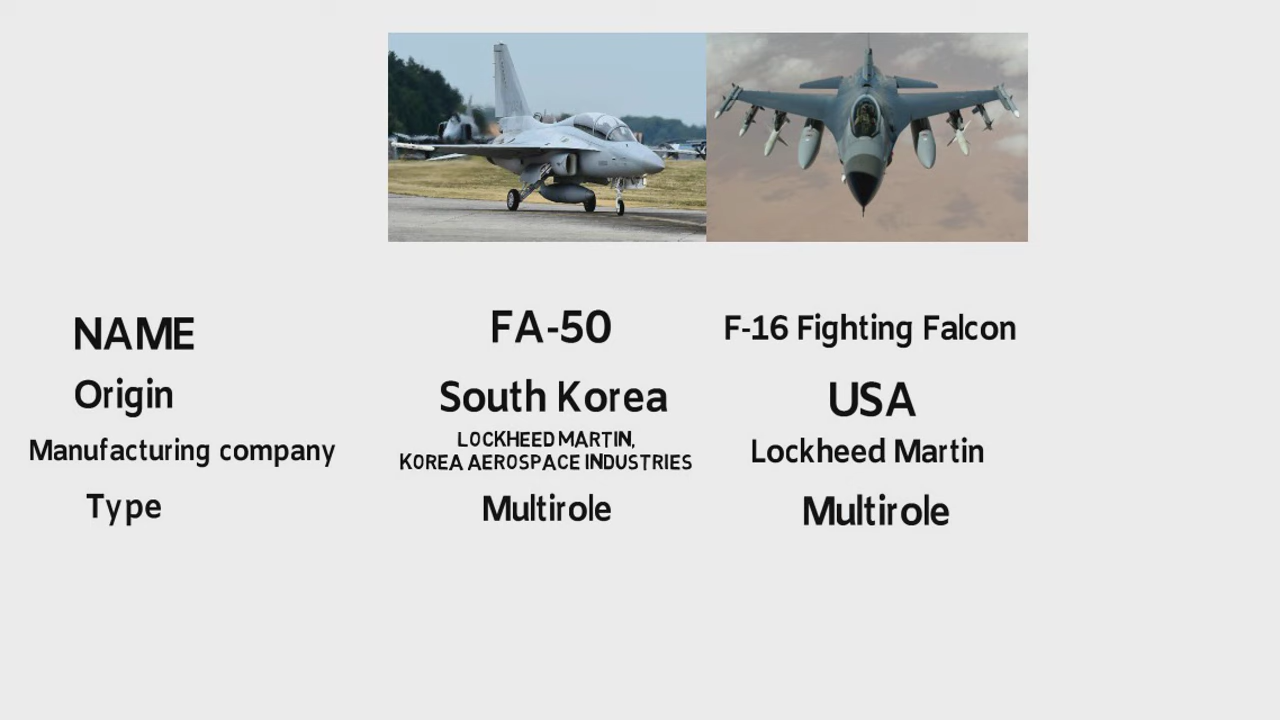 NAME FA-50 F-16 Fighting Falcon
Origin South Korea USA
Manufacturing company LOCKHEED MARTIN, KOREA AEROSPACE INDUSTRIES Lockheed Martin
Type Multirole Multirole